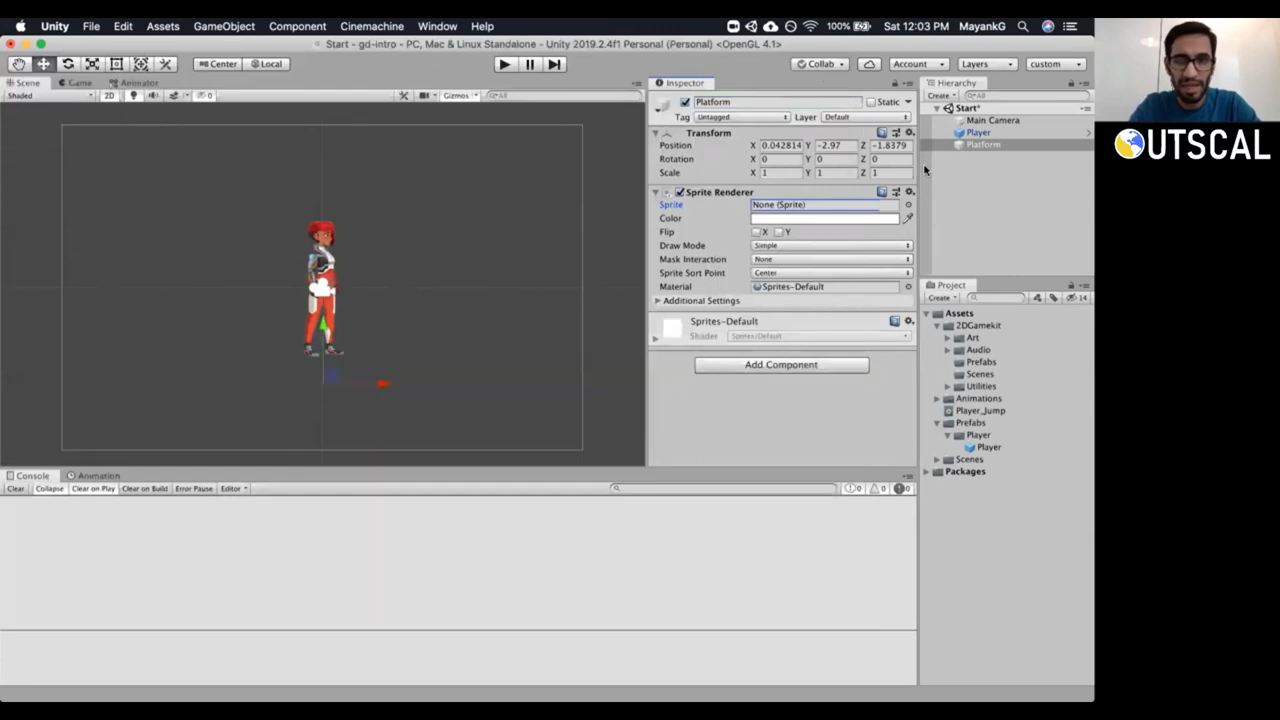 Unity File Edit Assets GameObject Component Cinemachine Window Help 100% Sat 12:03 PM MayankG
Start - gd-intro - PC, Mac & Linux Standalone - Unity 2019.2.4f1 Personal (Personal) <OpenGL 4.1>
Center Local Collab Account Layers custom
Scene Game Animator
Shaded 2D 0 Gizmos All
Inspector
Platform Static
Tag Untagged Layer Default
Transform
Position X 0.042814 Y -2.97 Z -1.8379
Rotation X 0 Y 0 Z 0
Scale X 1 Y 1 Z 1
Sprite Renderer
Sprite None (Sprite)
Color
Flip X Y
Draw Mode Simple
Mask Interaction None
Sprite Sort Point Center
Material Sprites-Default
Additional Settings
Sprites-Default
Shader Sprites/Default
Add Component
Hierarchy
Create All
Start*
Main Camera
Player
Platform
Project
Create 14
Assets
2DGamekit
Art
Audio
Prefabs
Scenes
Utilities
Animations
Player_Jump
Prefabs
Player
Player
Scenes
Packages
Console Animation
Clear Collapse Clear on Play Clear on Build Error Pause Editor 0 0 0
OUTSCAL